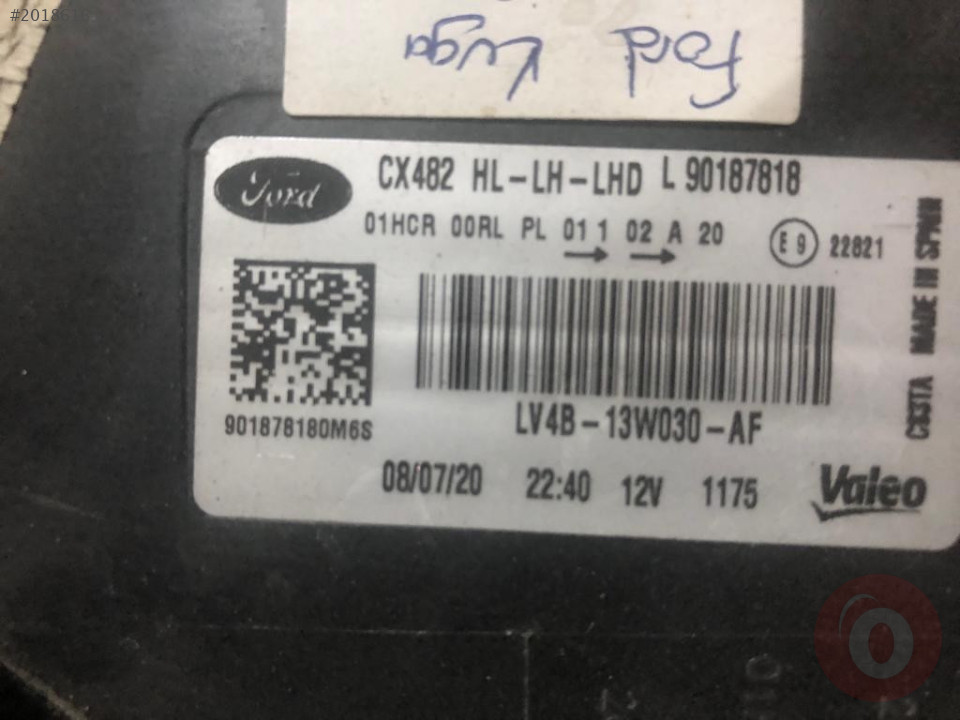 Ford Kuga
Ford
CX482 HL-LH-LHD L 90187818
01HCR 00RL PL 01 1 02 A 20 E 9 22821
901878180M6S
LV4B-13W030-AF
08/07/20 22:40 12V 1175 Valeo
C83TA MADE IN SPAIN